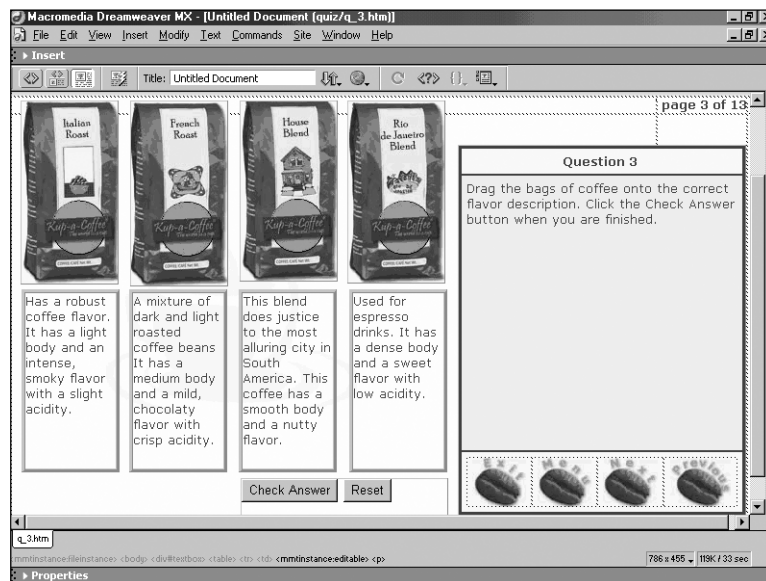 Macromedia Dreamweaver MX - [Untitled Document (quiz/q_3.htm)]
File Edit View Insert Modify Text Commands Site Window Help
Insert
Title: Untitled Document
page 3 of 13
Italian
Roast
French
Roast
House
Blend
Rio
de Janeiro
Blend
Kup-a-Coffee
Kup-a-Coffee
Kup-a-Coffee
Kup-a-Coffee
Question 3
Drag the bags of coffee onto the correct
flavor description. Click the Check Answer
button when you are finished.
Has a robust
coffee flavor.
It has a light
body and an
intense,
smoky flavor
with a slight
acidity.
A mixture of
dark and light
roasted
coffee beans
It has a
medium body
and a mild,
chocolaty
flavor with
crisp acidity.
This blend
does justice
to the most
alluring city in
South
America. This
coffee has a
smooth body
and a nutty
flavor.
Used for
espresso
drinks. It has
a dense body
and a sweet
flavor with
low acidity.
Exit Menu Next Previous
Check Answer Reset
q_3.htm
<mmtinstance:fileinstance> <body> <div#textbox> <table> <tr> <td> <mmtinstance:editable> <p>
786 x 455 119K / 33 sec
Properties